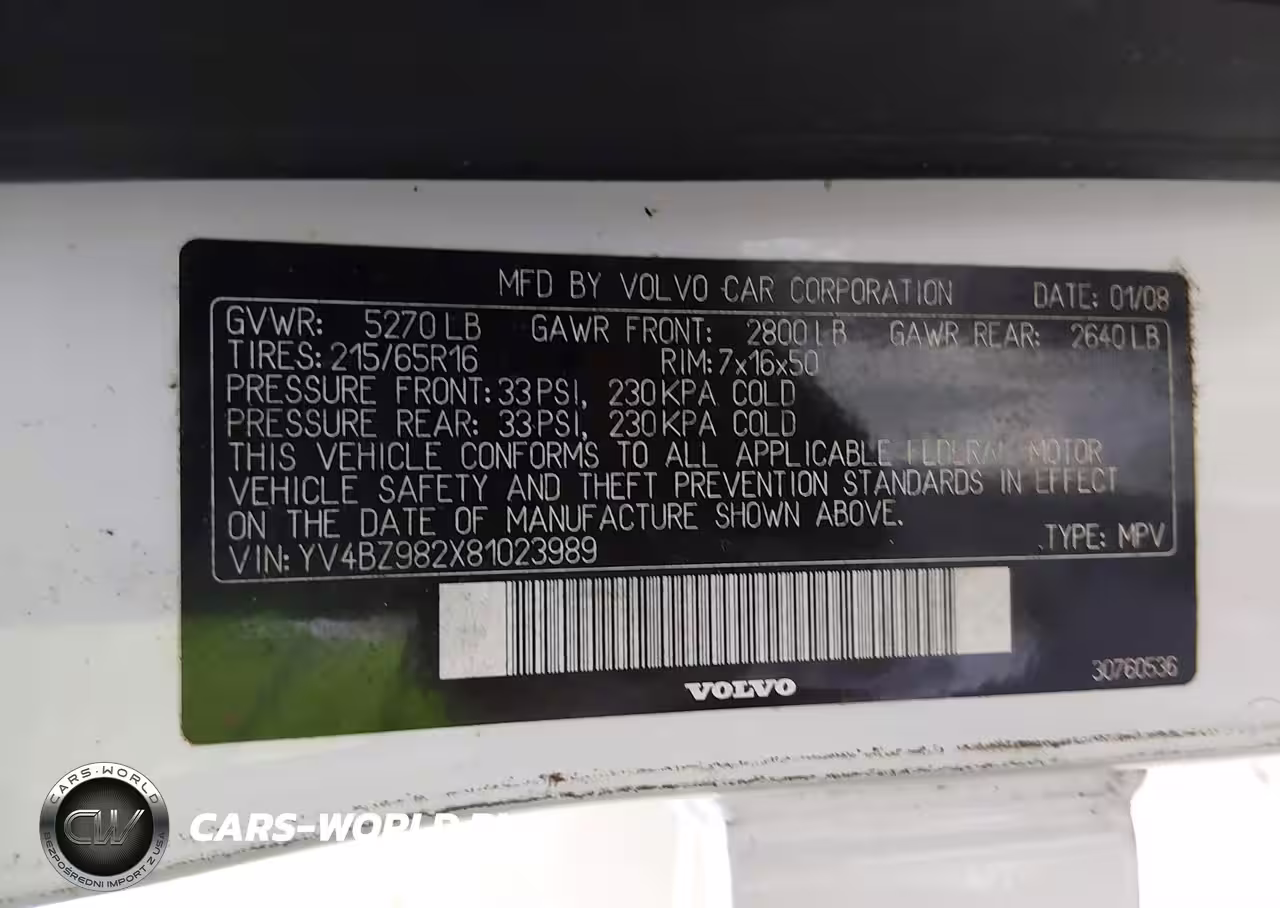 MFD BY VOLVO CAR CORPORATION DATE: 01/08
GVWR: 5270 LB GAWR FRONT: 2800 LB GAWR REAR: 2640 LB
TIRES: 215/65R16 RIM: 7x16x50
PRESSURE FRONT: 33 PSI, 230 KPA COLD
PRESSURE REAR: 33 PSI, 230 KPA COLD
THIS VEHICLE CONFORMS TO ALL APPLICABLE FEDERAL MOTOR
VEHICLE SAFETY AND THEFT PREVENTION STANDARDS IN EFFECT
ON THE DATE OF MANUFACTURE SHOWN ABOVE.
VIN: YV4BZ982X81023989 TYPE: MPV
VOLVO
30760536
CARS-WORLD
CW
BEZPOŚREDNI IMPORT Z USA